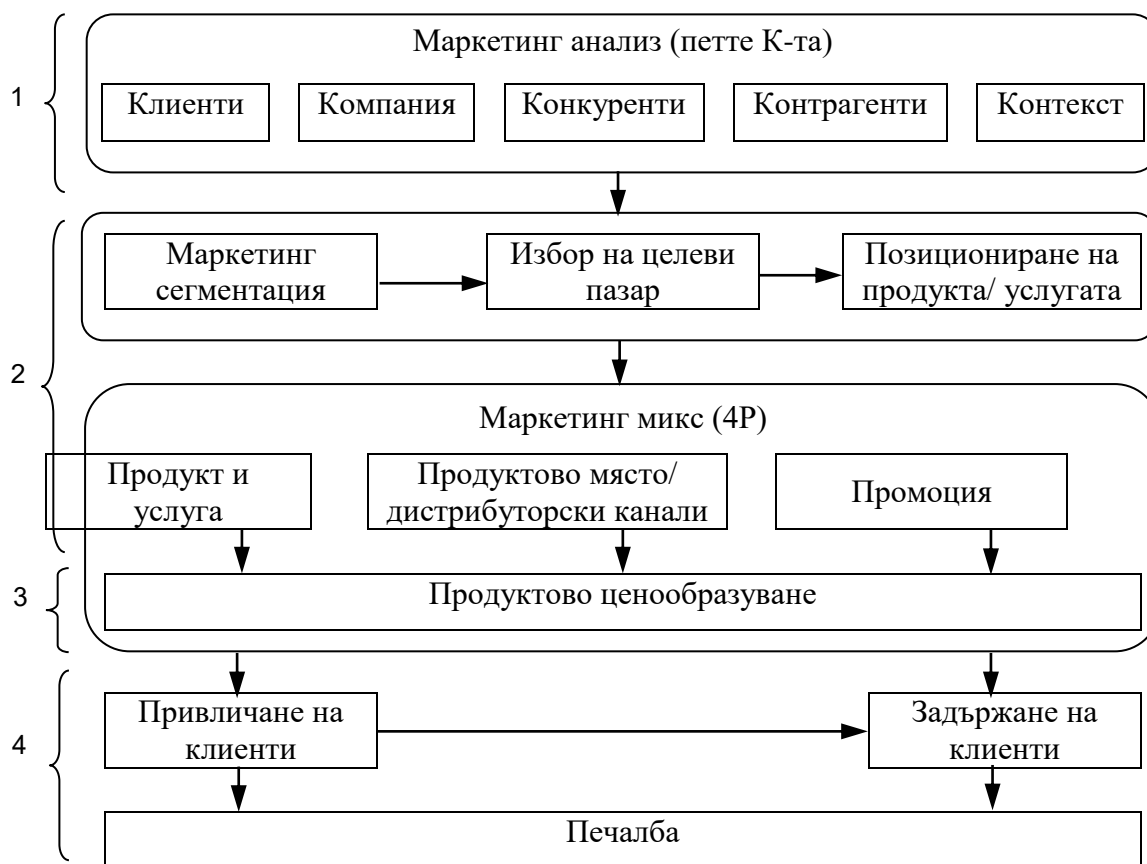 Маркетинг анализ (петте К-та)
1
Клиенти
Компания
Конкуренти
Контрагенти
Контекст
2
Маркетинг
сегментация
Избор на целеви
пазар
Позициониране на
продукта/ услугата
Маркетинг микс (4P)
Продукт и
услуга
Продуктово място/
дистрибуторски канали
Промоция
3
Продуктово ценообразуване
4
Привличане на
клиенти
Задържане на
клиенти
Печалба